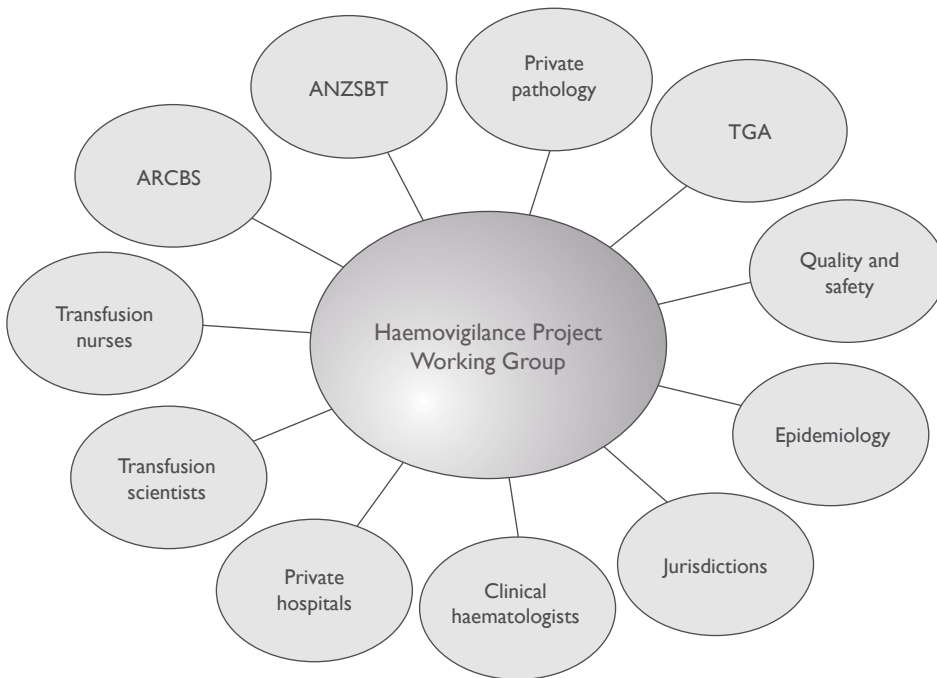 Private
pathology
ANZSBT
TGA
ARCBS
Quality and
safety
Transfusion
nurses
Haemovigilance Project
Working Group
Epidemiology
Transfusion
scientists
Jurisdictions
Private
hospitals
Clinical
haematologists